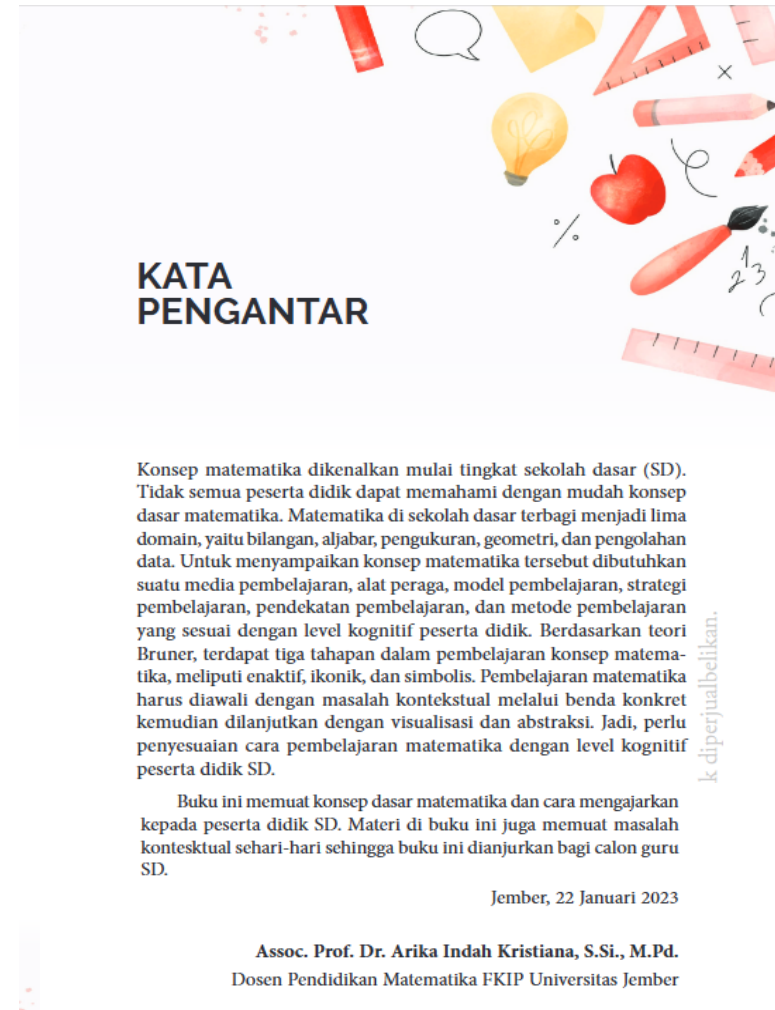 KATA
PENGANTAR
Konsep matematika dikenalkan mulai tingkat sekolah dasar (SD).
Tidak semua peserta didik dapat memahami dengan mudah konsep
dasar matematika. Matematika di sekolah dasar terbagi menjadi lima
domain, yaitu bilangan, aljabar, pengukuran, geometri, dan pengolahan
data. Untuk menyampaikan konsep matematika tersebut dibutuhkan
suatu media pembelajaran, alat peraga, model pembelajaran, strategi
pembelajaran, pendekatan pembelajaran, dan metode pembelajaran
yang sesuai dengan level kognitif peserta didik. Berdasarkan teori
Bruner, terdapat tiga tahapan dalam pembelajaran konsep matema-
tika, meliputi enaktif, ikonik, dan simbolis. Pembelajaran matematika
harus diawali dengan masalah kontekstual melalui benda konkret
kemudian dilanjutkan dengan visualisasi dan abstraksi. Jadi, perlu
penyesuaian cara pembelajaran matematika dengan level kognitif
peserta didik SD.
Buku ini memuat konsep dasar matematika dan cara mengajarkan
kepada peserta didik SD. Materi di buku ini juga memuat masalah
kontesktual sehari-hari sehingga buku ini dianjurkan bagi calon guru
SD.
Jember, 22 Januari 2023
Assoc. Prof. Dr. Arika Indah Kristiana, S.Si., M.Pd.
Dosen Pendidikan Matematika FKIP Universitas Jember
k diperjualbelikan.
%
1
2 3